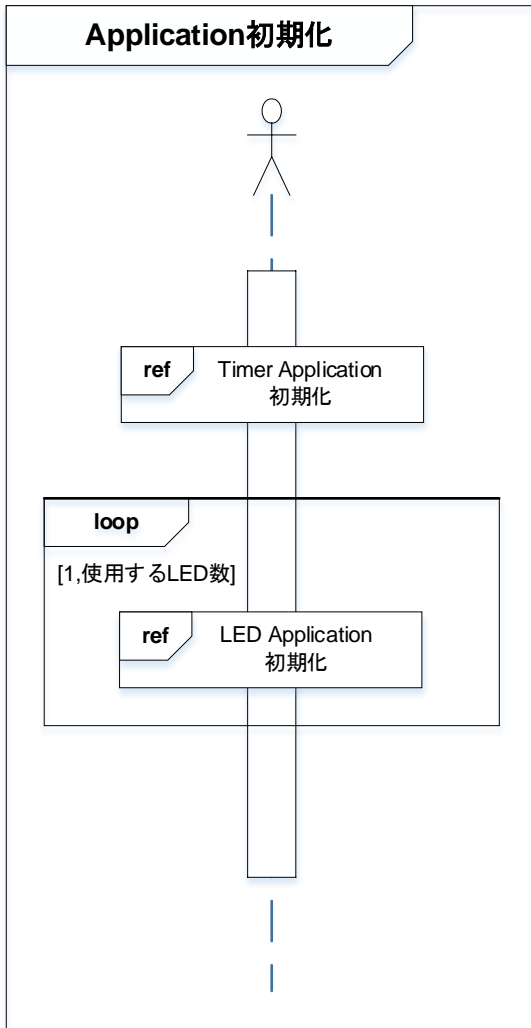 Application初期化
ref
Timer Application
初期化
loop
[1,使用するLED数]
ref
LED Application
初期化